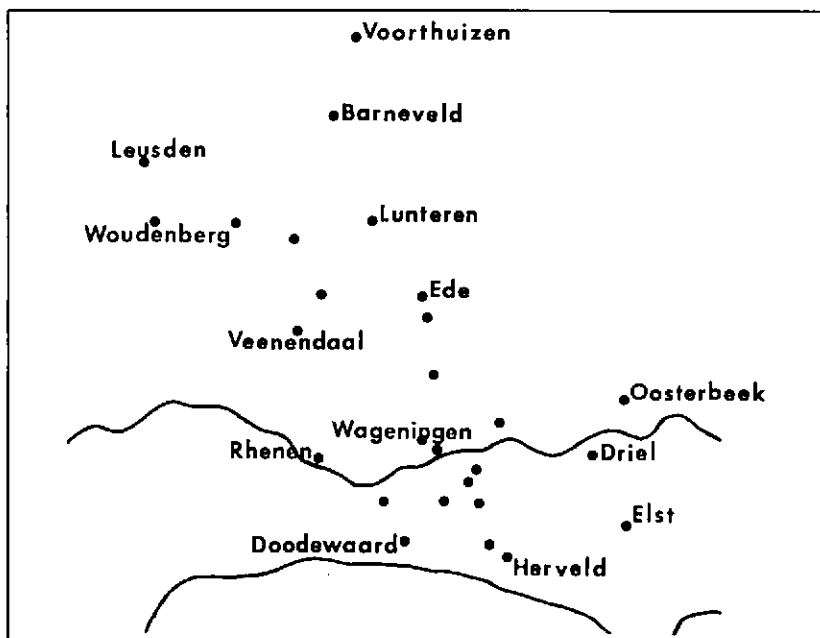 Voorthuizen
Barneveld
Leusden
Lunteren
Woudenberg
Ede
Veenendaal
Oosterbeek
Wageningen
Rhenen
Driel
Elst
Doodewaard
Herveld